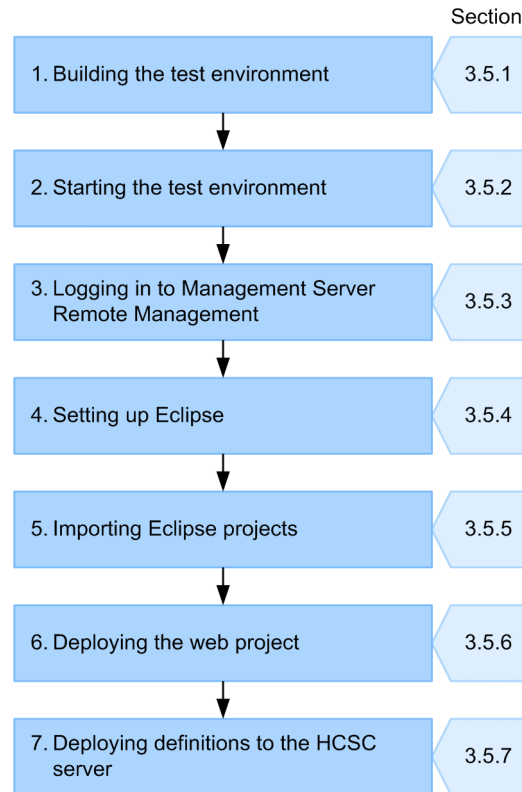 Section
1. Building the test environment
3.5.1
2. Starting the test environment
3.5.2
3. Logging in to Management Server
Remote Management
3.5.3
4. Setting up Eclipse
3.5.4
5. Importing Eclipse projects
3.5.5
6. Deploying the web project
3.5.6
7. Deploying definitions to the HCSC
server
3.5.7